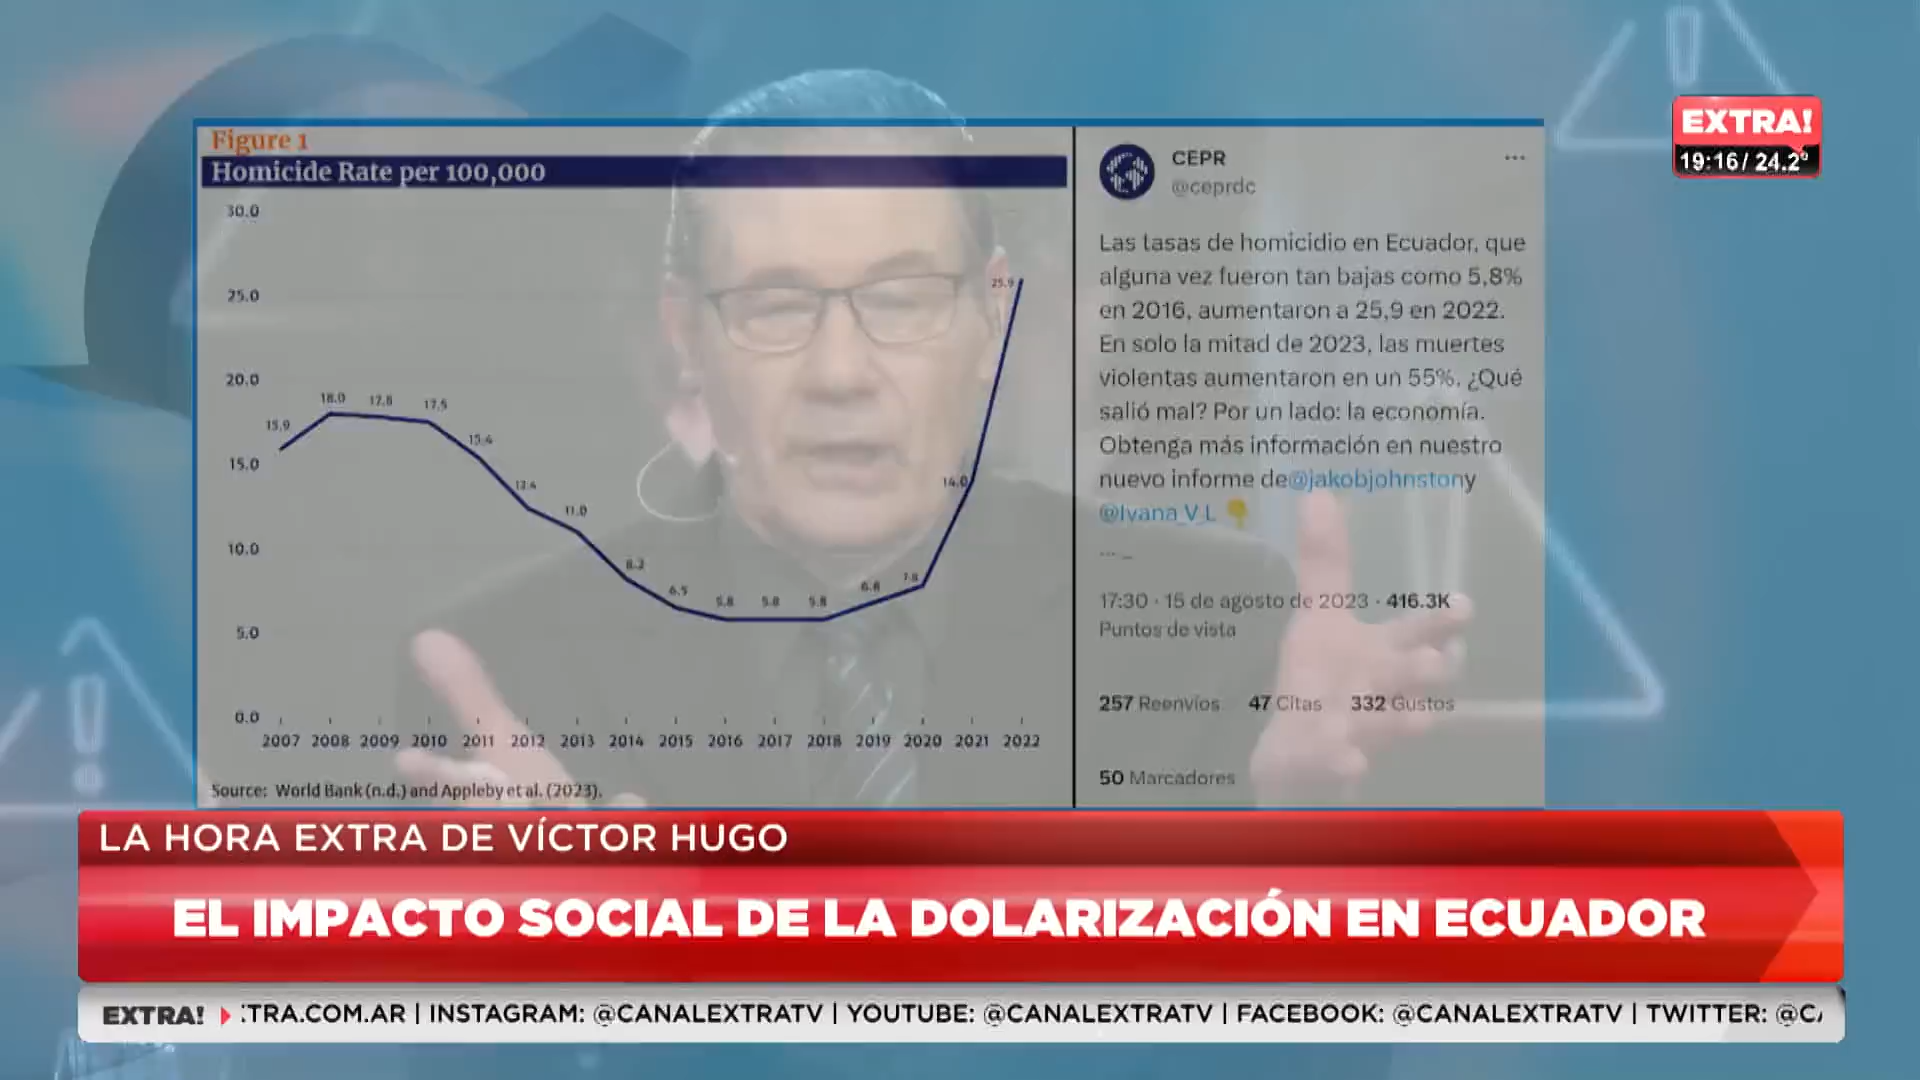 EXTRA!
19:16 / 24.2°
Figure 1
Homicide Rate per 100,000
30.0
25.0
20.0
15.0
10.0
5.0
0.0
15.9
18.0
17.8
17.5
15.4
12.4
11.0
8.2
6.5
5.8
5.8
5.8
6.8
7.8
14.0
25.9
2007 2008 2009 2010 2011 2012 2013 2014 2015 2016 2017 2018 2019 2020 2021 2022
Source: World Bank (n.d.) and Appleby et al. (2023).
CEPR
@ceprdc
Las tasas de homicidio en Ecuador, que
alguna vez fueron tan bajas como 5,8%
en 2016, aumentaron a 25,9 en 2022.
En solo la mitad de 2023, las muertes
violentas aumentaron en un 55%. ¿Qué
salió mal? Por un lado: la economía.
Obtenga más información en nuestro
nuevo informe de@jakobjohnstony
@Ivana_V_L 👇
17:30 · 15 de agosto de 2023 · 416.3K
Puntos de vista
257 Reenvíos 47 Citas 332 Gustos
50 Marcadores
LA HORA EXTRA DE VÍCTOR HUGO
EL IMPACTO SOCIAL DE LA DOLARIZACIÓN EN ECUADOR
EXTRA! :TRA.COM.AR | INSTAGRAM: @CANALEXTRATV | YOUTUBE: @CANALEXTRATV | FACEBOOK: @CANALEXTRATV | TWITTER: @C